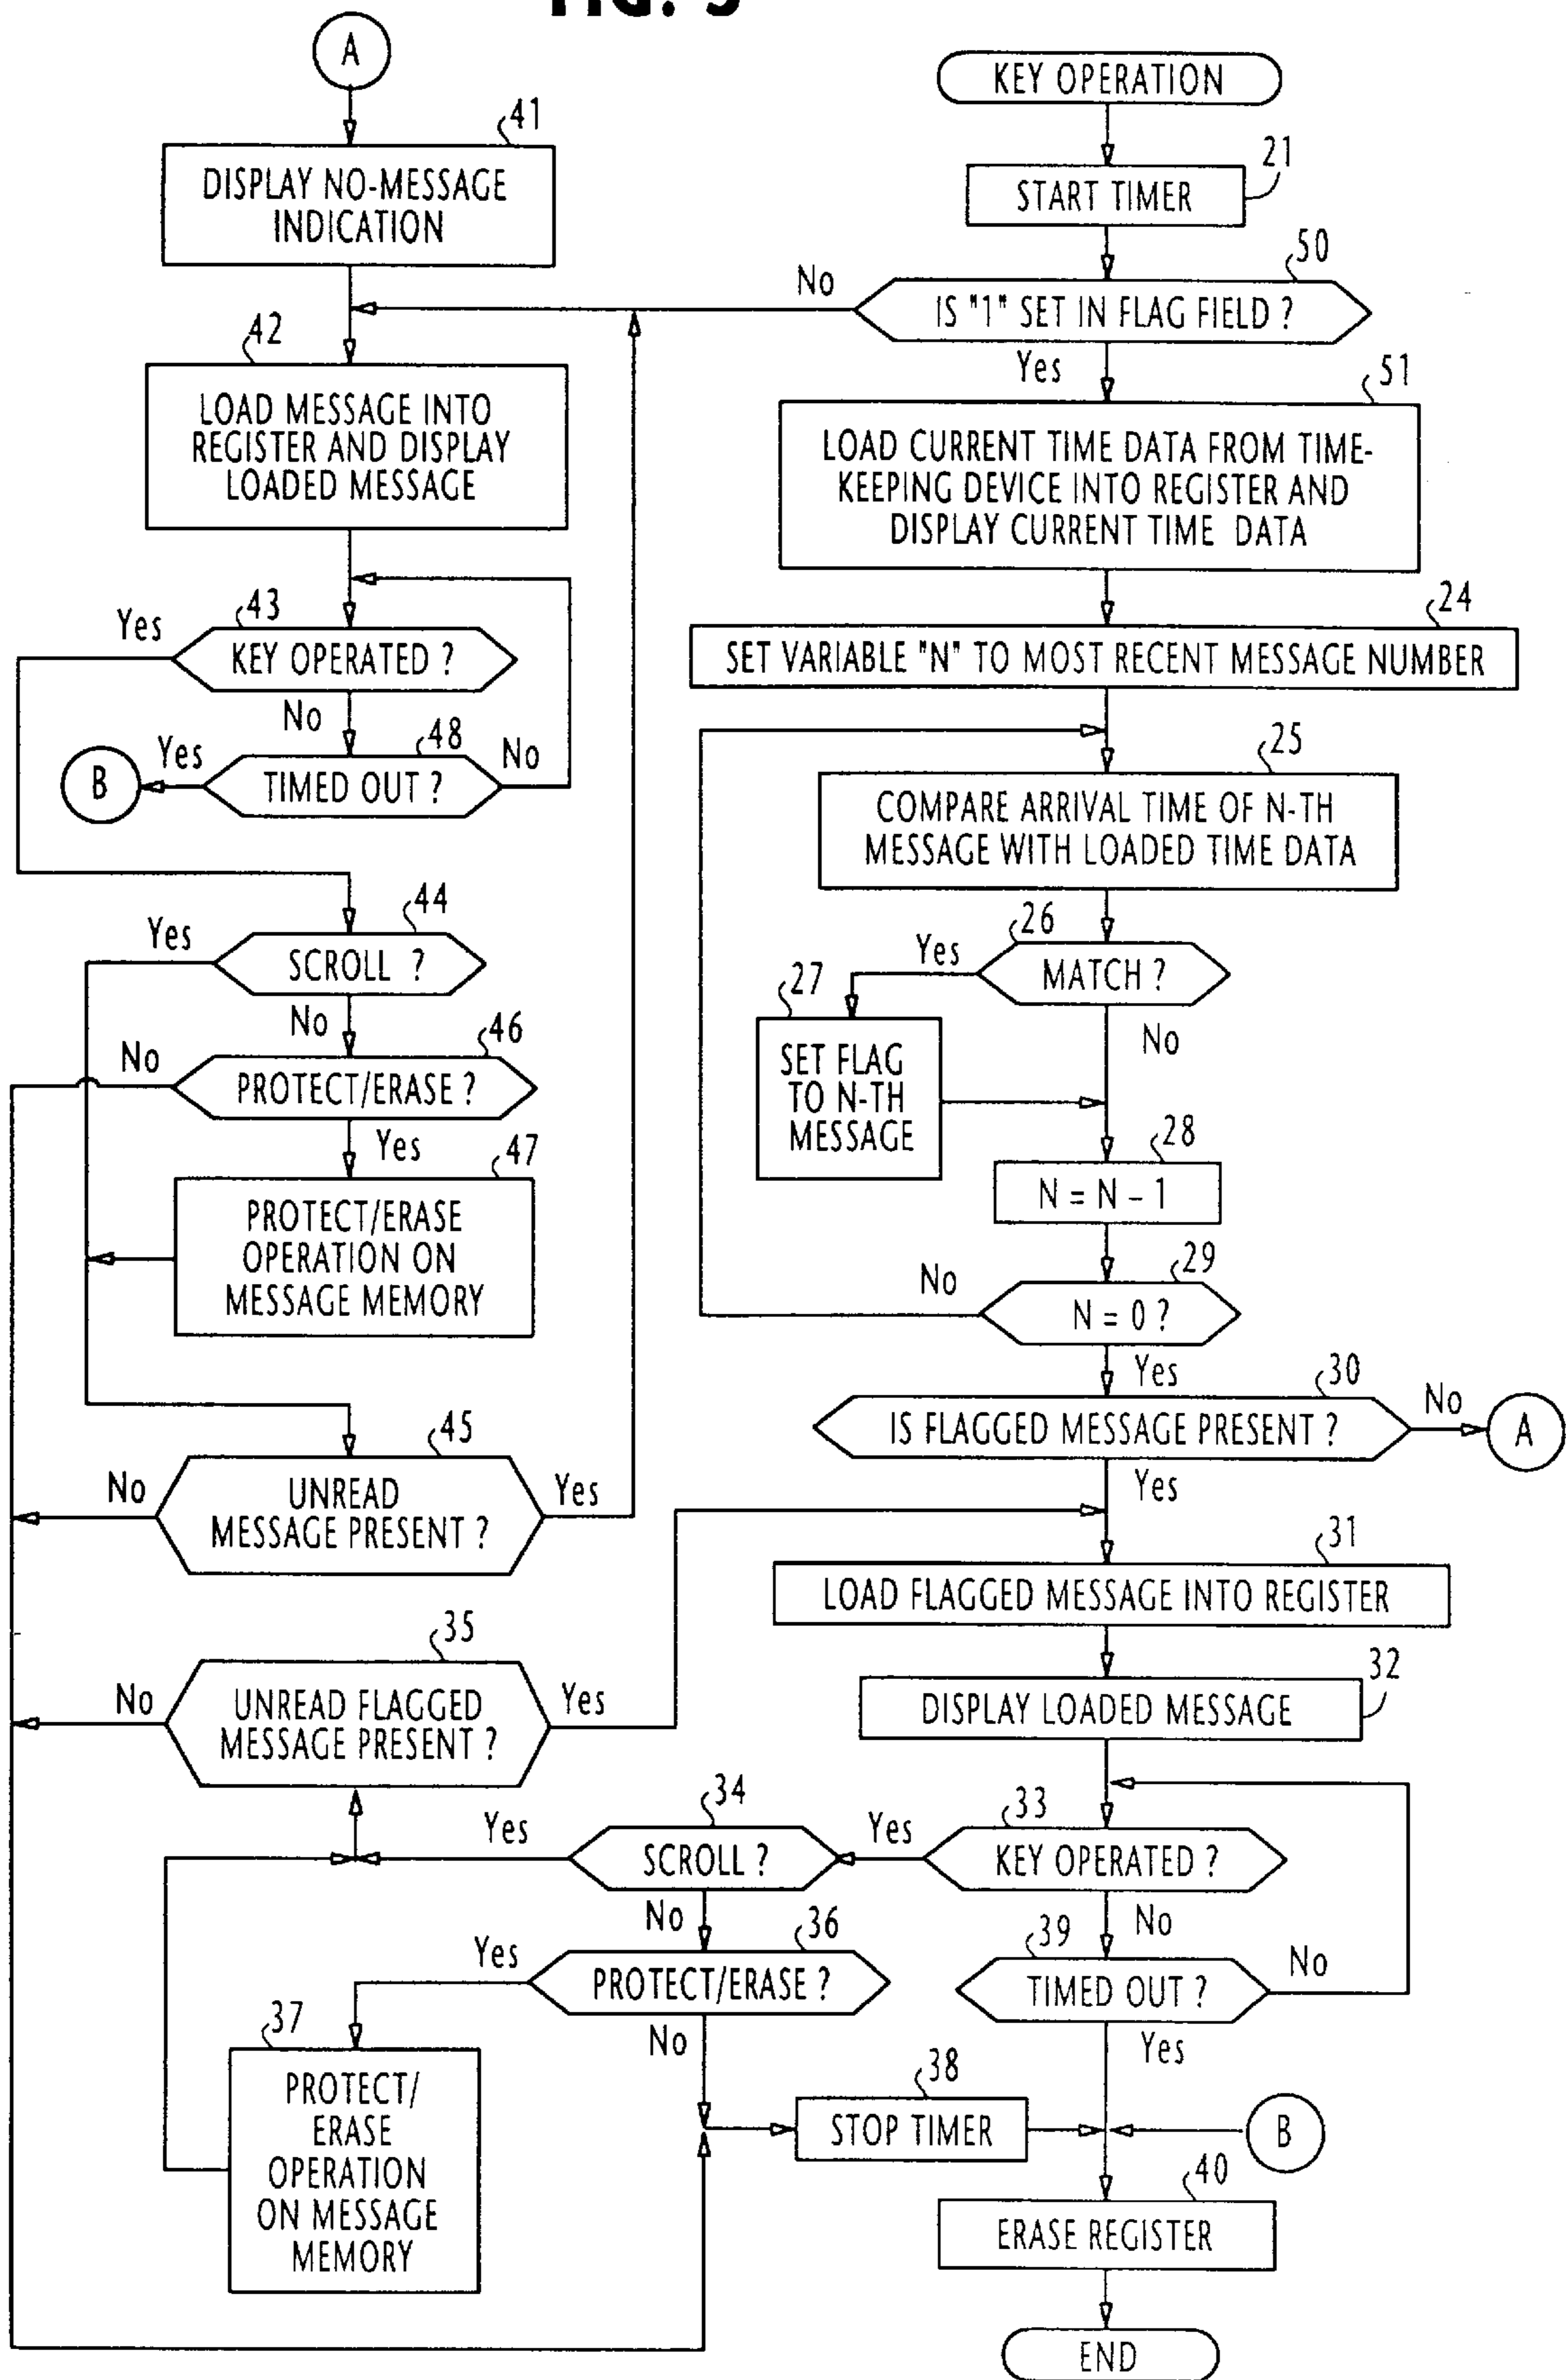 FIG. 5
A
41
DISPLAY NO-MESSAGE
INDICATION
42
LOAD MESSAGE INTO
REGISTER AND DISPLAY
LOADED MESSAGE
43
Yes
KEY OPERATED ?
No
48
Yes
B
TIMED OUT ?
No
44
Yes
SCROLL ?
No
46
No
PROTECT/ERASE ?
Yes
47
PROTECT/ERASE
OPERATION ON
MESSAGE MEMORY
45
No
UNREAD
MESSAGE PRESENT ?
Yes
35
No
UNREAD FLAGGED
MESSAGE PRESENT ?
Yes
KEY OPERATION
21
START TIMER
50
No
IS "1" SET IN FLAG FIELD ?
Yes
51
LOAD CURRENT TIME DATA FROM TIME-
KEEPING DEVICE INTO REGISTER AND
DISPLAY CURRENT TIME DATA
24
SET VARIABLE "N" TO MOST RECENT MESSAGE NUMBER
25
COMPARE ARRIVAL TIME OF N-TH
MESSAGE WITH LOADED TIME DATA
26
Yes
MATCH ?
No
27
SET FLAG
TO N-TH
MESSAGE
28
N = N - 1
29
No
N = 0 ?
Yes
30
IS FLAGGED MESSAGE PRESENT ?
No
A
Yes
31
LOAD FLAGGED MESSAGE INTO REGISTER
32
DISPLAY LOADED MESSAGE
33
KEY OPERATED ?
Yes
No
34
SCROLL ?
Yes
No
36
Yes
PROTECT/ERASE ?
No
37
PROTECT/
ERASE
OPERATION
ON MESSAGE
MEMORY
39
TIMED OUT ?
No
Yes
38
STOP TIMER
B
40
ERASE REGISTER
END